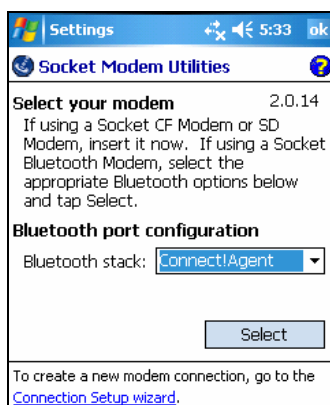 Settings 5:33 ok
Socket Modem Utilities ?
Select your modem 2.0.14
If using a Socket CF Modem or SD
Modem, insert it now. If using a Socket
Bluetooth Modem, select the
appropriate Bluetooth options below
and tap Select.
Bluetooth port configuration
Bluetooth stack: Connect!Agent
Select
To create a new modem connection, go to the
Connection Setup wizard.